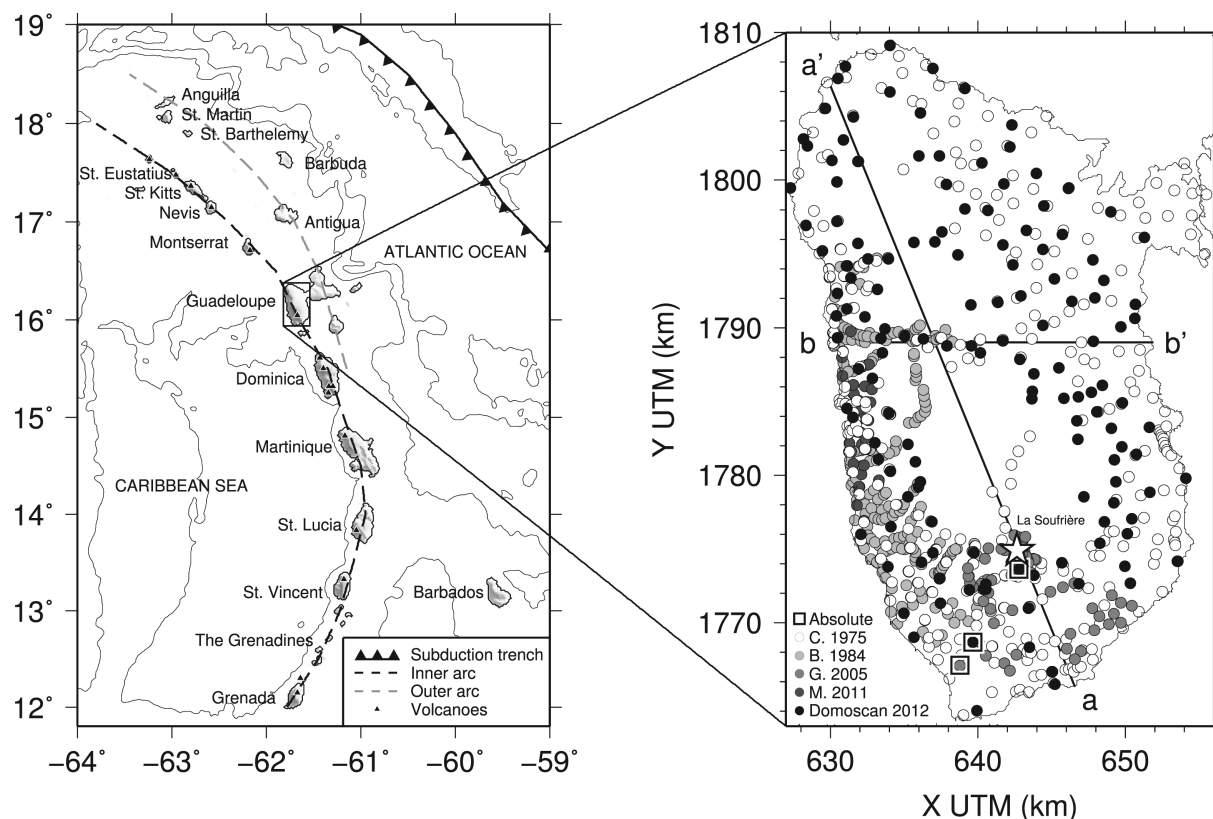 19°
18°
17°
16°
15°
14°
13°
12°
−64°
−63°
−62°
−61°
−60°
−59°
Anguilla
St. Martin
St. Barthelemy
Barbuda
St. Eustatius
St. Kitts
Nevis
Antigua
Montserrat
ATLANTIC OCEAN
Guadeloupe
Dominica
Martinique
CARIBBEAN SEA
St. Lucia
St. Vincent
Barbados
The Grenadines
Grenada
Subduction trench
Inner arc
Outer arc
Volcanoes
1810
1800
1790
1780
1770
Y UTM (km)
a'
b
b'
La Soufrière
a
Absolute
C. 1975
B. 1984
G. 2005
M. 2011
Domoscan 2012
630
640
650
X UTM (km)